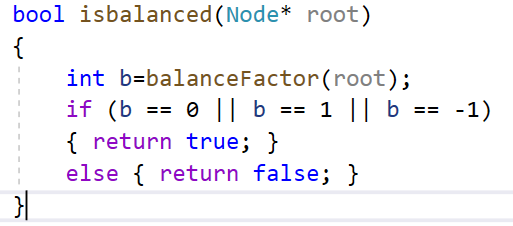 bool isbalanced(Node* root)
{
int b=balanceFactor(root);
if (b == 0 || b == 1 || b == -1)
{ return true; }
else { return false; }
}